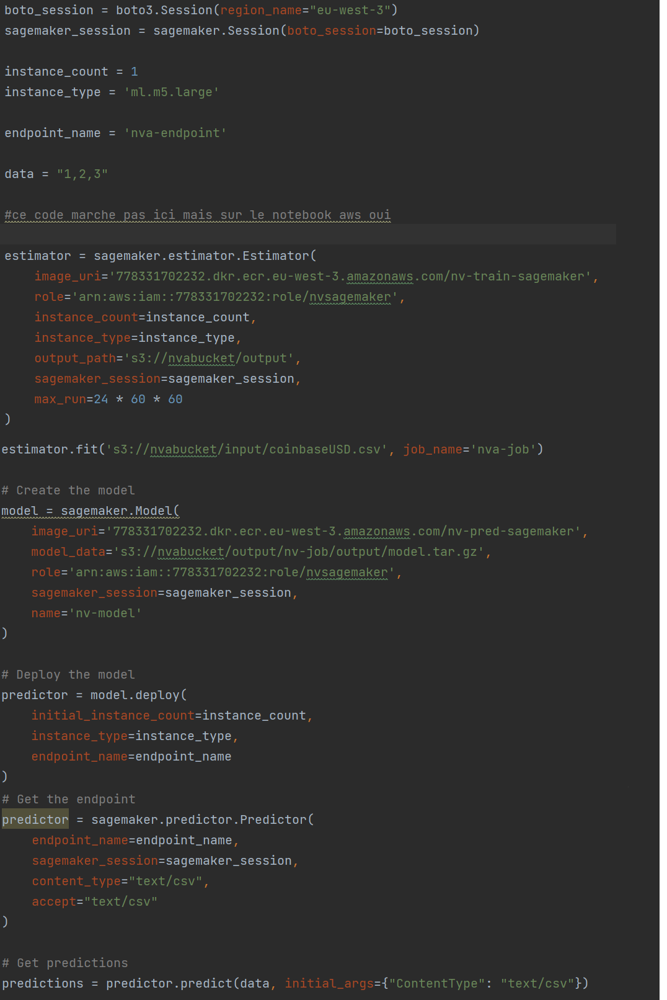 boto_session = boto3.Session(region_name="eu-west-3")
sagemaker_session = sagemaker.Session(boto_session=boto_session)
instance_count = 1
instance_type = 'ml.m5.large'
endpoint_name = 'nva-endpoint'
data = "1,2,3"
#ce code marche pas ici mais sur le notebook aws oui
estimator = sagemaker.estimator.Estimator(
    image_uri='778331702232.dkr.ecr.eu-west-3.amazonaws.com/nv-train-sagemaker',
    role='arn:aws:iam::778331702232:role/nvsagemaker',
    instance_count=instance_count,
    instance_type=instance_type,
    output_path='s3://nvabucket/output',
    sagemaker_session=sagemaker_session,
    max_run=24 * 60 * 60
)
estimator.fit('s3://nvabucket/input/coinbaseUSD.csv', job_name='nva-job')
# Create the model
model = sagemaker.Model(
    image_uri='778331702232.dkr.ecr.eu-west-3.amazonaws.com/nv-pred-sagemaker',
    model_data='s3://nvabucket/output/nv-job/output/model.tar.gz',
    role='arn:aws:iam::778331702232:role/nvsagemaker',
    sagemaker_session=sagemaker_session,
    name='nv-model'
)
# Deploy the model
predictor = model.deploy(
    initial_instance_count=instance_count,
    instance_type=instance_type,
    endpoint_name=endpoint_name
)
# Get the endpoint
predictor = sagemaker.predictor.Predictor(
    endpoint_name=endpoint_name,
    sagemaker_session=sagemaker_session,
    content_type="text/csv",
    accept="text/csv"
)
# Get predictions
predictions = predictor.predict(data, initial_args={"ContentType": "text/csv"})